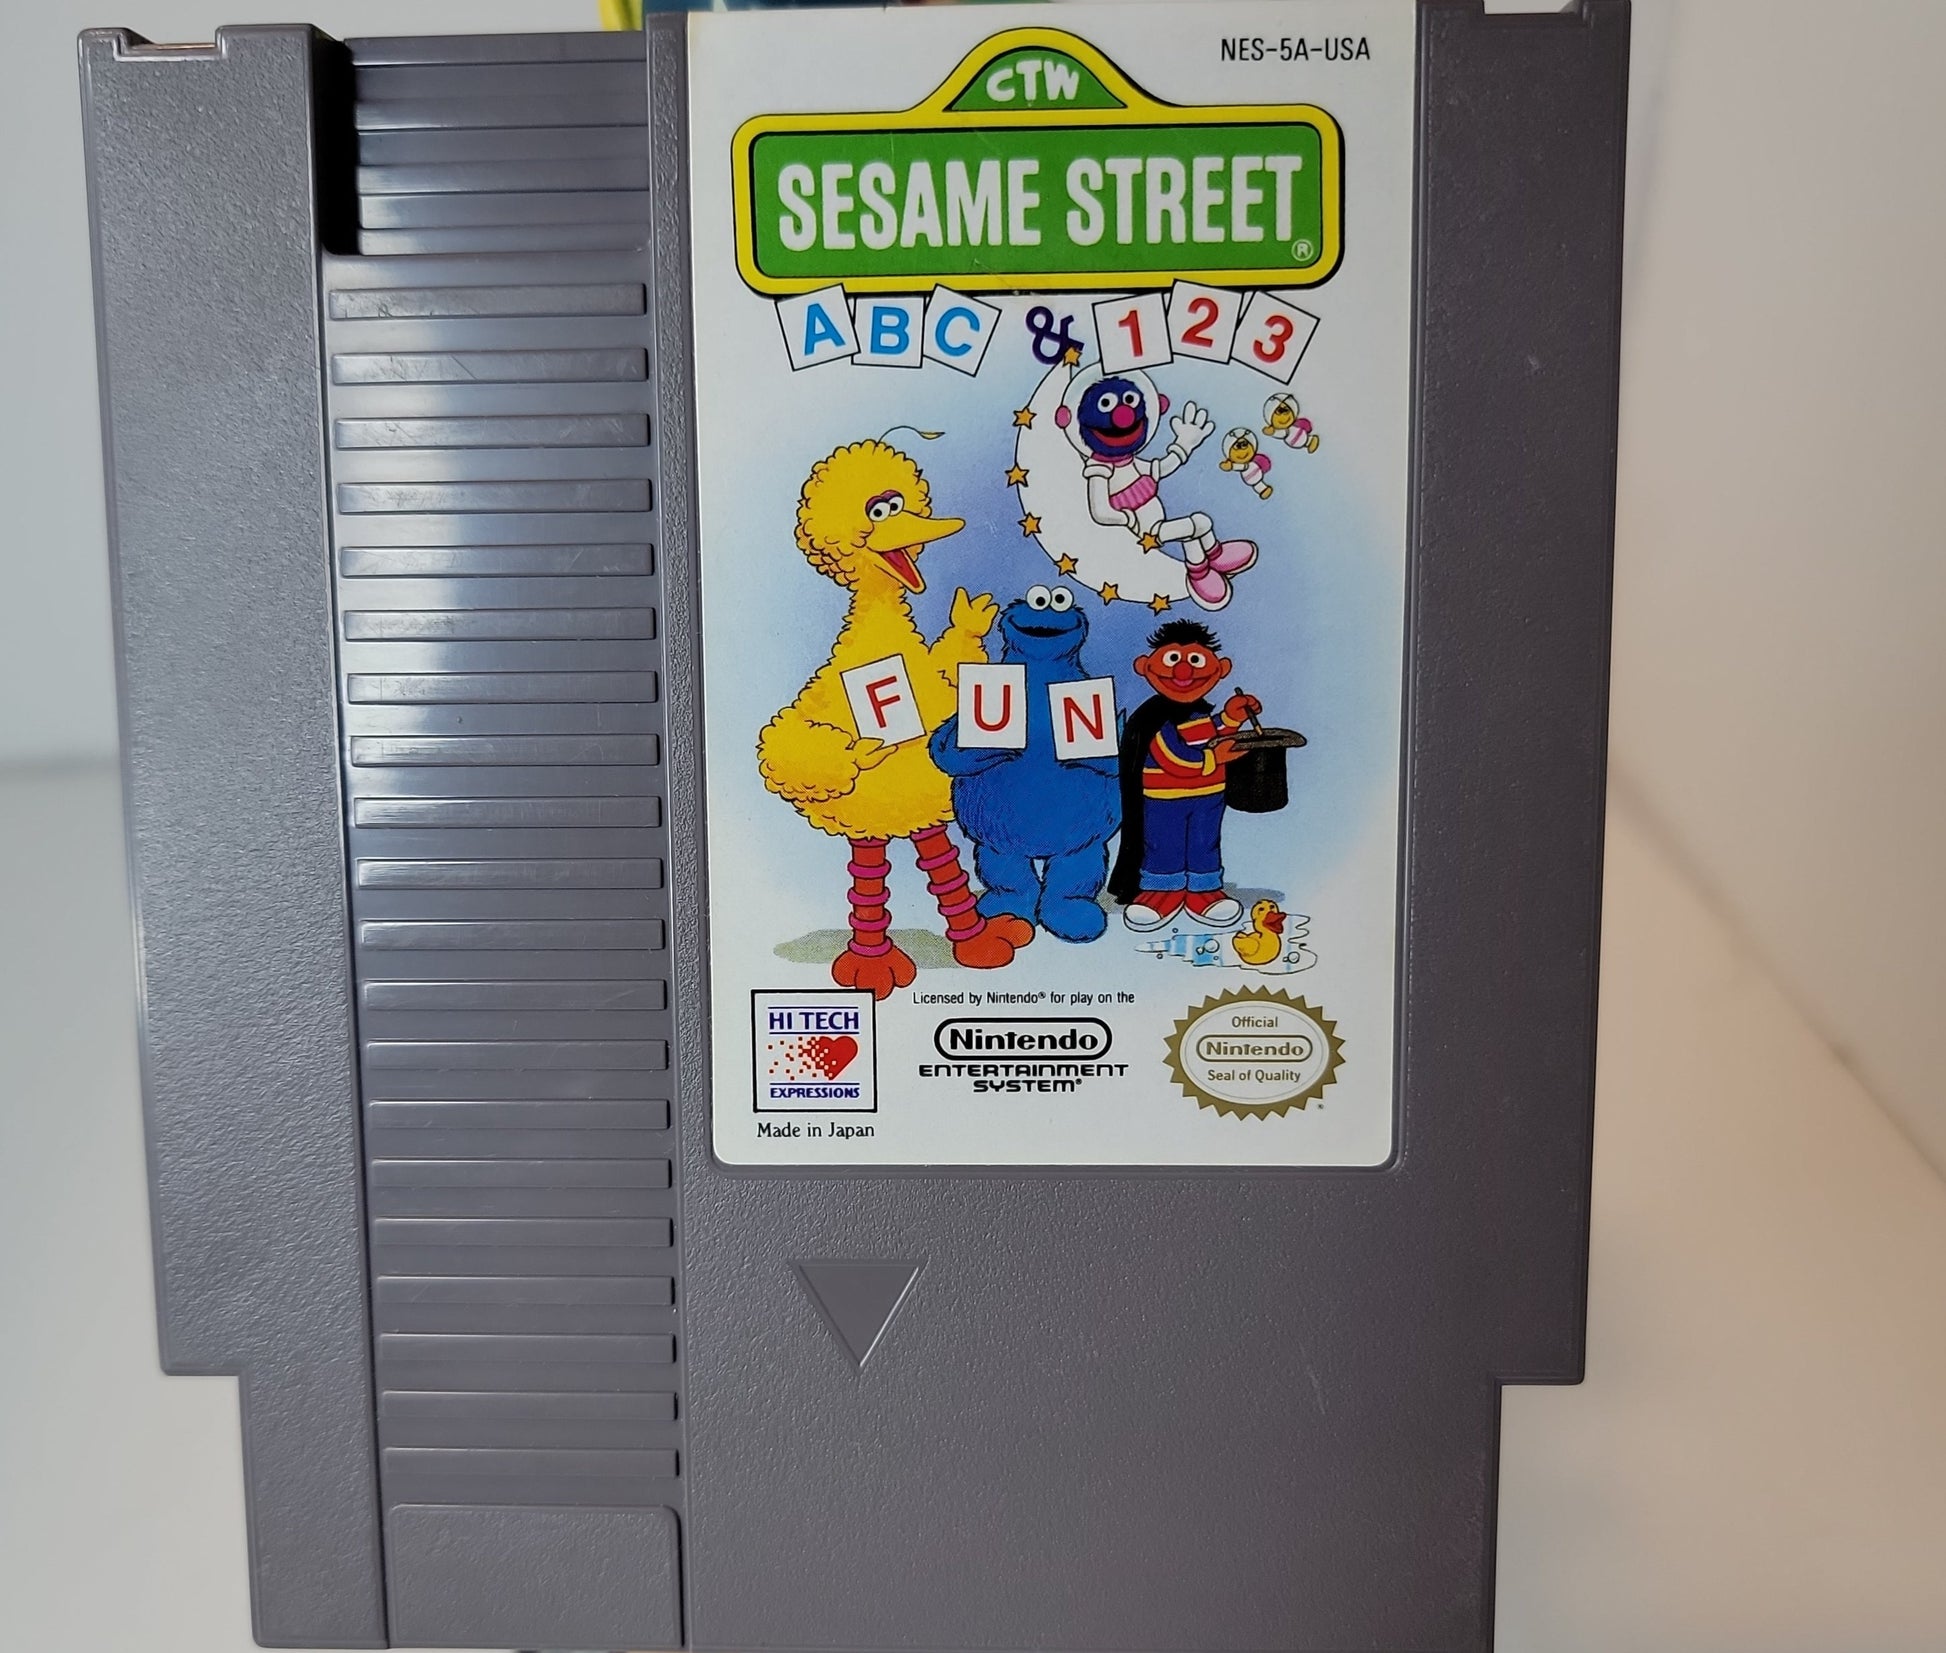 NES-5A-USA
CTW
SESAME STREET®
ABC & 123
F U N
Licensed by Nintendo® for play on the
Nintendo
ENTERTAINMENT
SYSTEM®
HI TECH
EXPRESSIONS
Made in Japan
Official
Nintendo
Seal of Quality